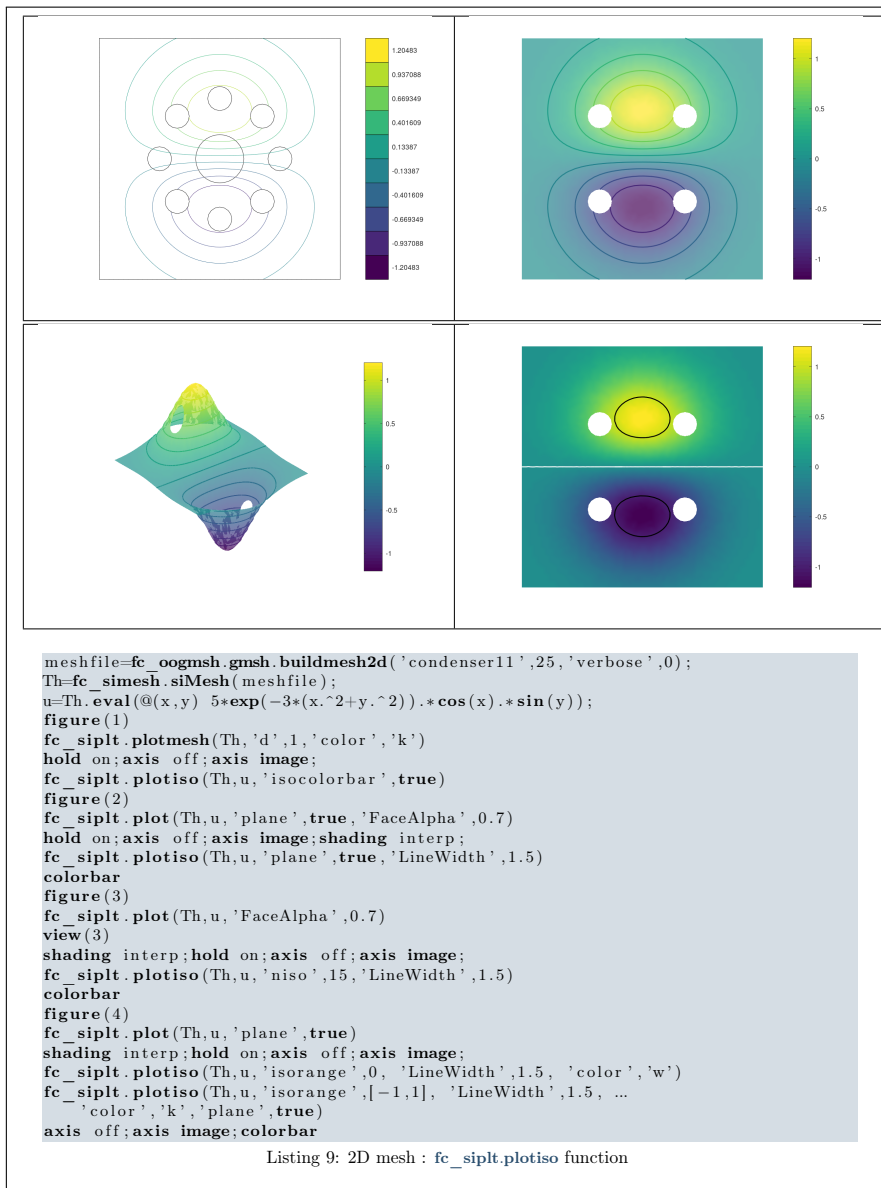 1.20483
0.937088
0.669349
0.401609
0.13387
-0.13387
-0.401609
-0.669349
-0.937088
-1.20483
1
0.5
0
-0.5
-1
1
0.5
0
-0.5
-1
1
0.5
0
-0.5
-1
meshfile=fc_oogmsh.gmsh.buildmesh2d('condenser11',25,'verbose',0);
Th=fc_simesh.siMesh(meshfile);
u=Th.eval(@(x,y) 5*exp(-3*(x.^2+y.^2)).*cos(x).*sin(y));
figure(1)
fc_siplt.plotmesh(Th,'d',1,'color','k')
hold on;axis off;axis image;
fc_siplt.plotiso(Th,u,'isocolorbar',true)
figure(2)
fc_siplt.plot(Th,u,'plane',true,'FaceAlpha',0.7)
hold on;axis off;axis image;shading interp;
fc_siplt.plotiso(Th,u,'plane',true,'LineWidth',1.5)
colorbar
figure(3)
fc_siplt.plot(Th,u,'FaceAlpha',0.7)
view(3)
shading interp;hold on;axis off;axis image;
fc_siplt.plotiso(Th,u,'niso',15,'LineWidth',1.5)
colorbar
figure(4)
fc_siplt.plot(Th,u,'plane',true)
shading interp;hold on;axis off;axis image;
fc_siplt.plotiso(Th,u,'isorange',0, 'LineWidth',1.5, 'color','w')
fc_siplt.plotiso(Th,u,'isorange',[-1,1], 'LineWidth',1.5, ...
'color','k','plane',true)
axis off;axis image;colorbar
Listing 9: 2D mesh : fc_siplt.plotiso function